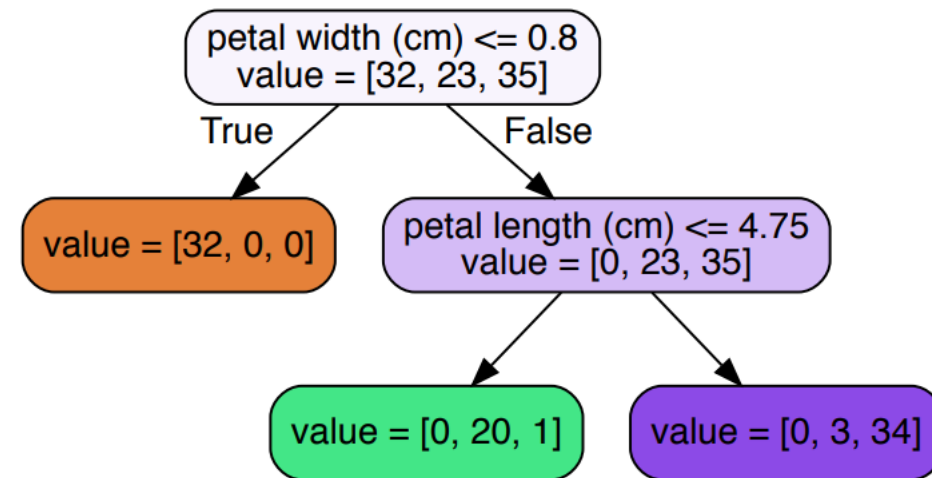 petal width (cm) <= 0.8
value = [32, 23, 35]
True
False
value = [32, 0, 0]
petal length (cm) <= 4.75
value = [0, 23, 35]
value = [0, 20, 1]
value = [0, 3, 34]